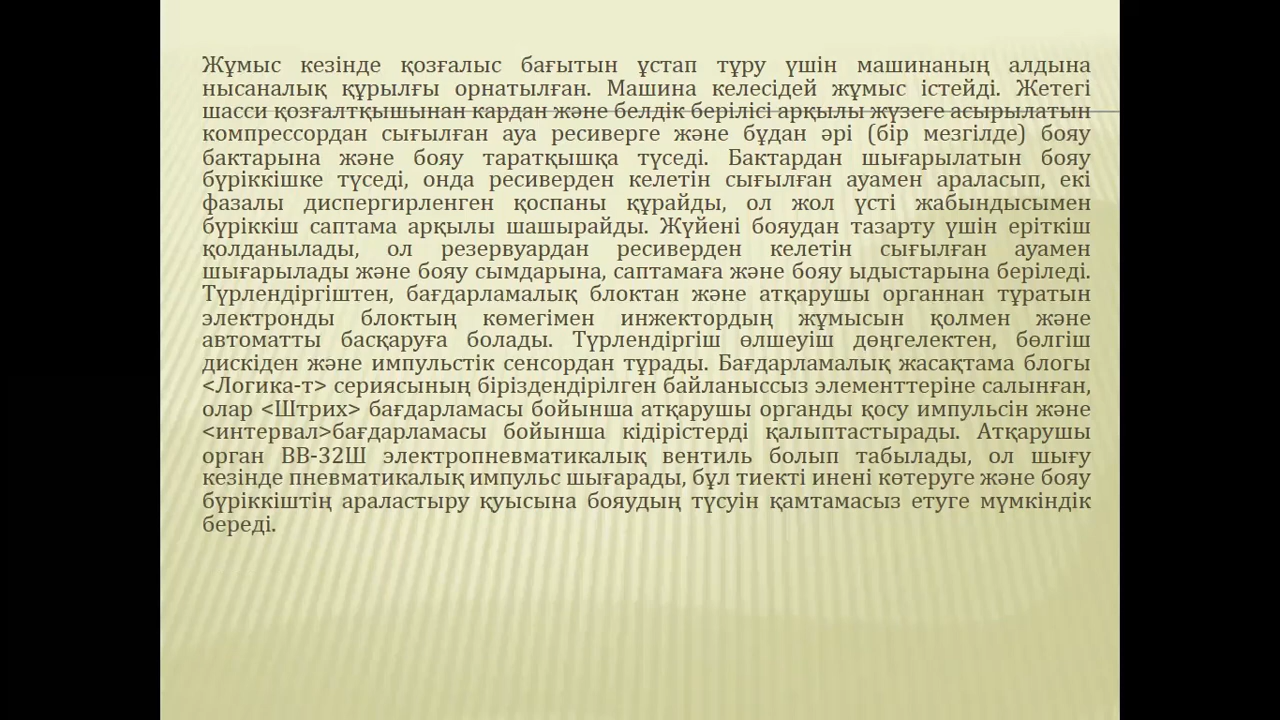 Жұмыс кезінде қозғалыс бағытын ұстап тұру үшін машинаның алдына
нысаналық құрылғы орнатылған. Машина келесідей жұмыс істейді. Жетегі
шасси қозғалтқышынан кардан және белдік берілісі арқылы жүзеге асырылатын
компрессордан сығылған ауа ресиверге және бұдан әрі (бір мезгілде) бояу
бактарына және бояу таратқышқа түседі. Бактардан шығарылатын бояу
бүріккішке түседі, онда ресиверден келетін сығылған ауамен араласып, екі
фазалы диспергирленген қоспаны құрайды, ол жол үсті жабындысымен
бүріккіш саптама арқылы шашырайды. Жүйені бояудан тазарту үшін еріткіш
қолданылады, ол резервуардан ресиверден келетін сығылған ауамен
шығарылады және бояу сымдарына, саптамаға және бояу ыдыстарына беріледі.
Түрлендіргіштен, бағдарламалық блоктан және атқарушы органнан тұратын
электронды блоктың көмегімен инжектордың жұмысын қолмен және
автоматты басқаруға болады. Түрлендіргіш өлшеуіш дөңгелектен, бөлгіш
дискіден және импульстік сенсордан тұрады. Бағдарламалық жасақтама блогы
<Логика-т> сериясының біріздендірілген байланыссыз элементтеріне салынған,
олар <Штрих> бағдарламасы бойынша атқарушы органды қосу импульсін және
<интервал>бағдарламасы бойынша кідірістерді қалыптастырады. Атқарушы
орган ВВ-32Ш электропневматикалық вентиль болып табылады, ол шығу
кезінде пневматикалық импульс шығарады, бұл тиекті инені көтеруге және бояу
бүріккіштің араластыру қуысына бояудың түсуін қамтамасыз етуге мүмкіндік
береді.